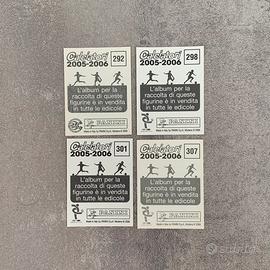 Calciatori 292
2005-2006
L'album per la
raccolta di queste
figurine è in vendita
in tutte le edicole
PANINI
Calciatori 298
2005-2006
L'album per la
raccolta di queste
figurine è in vendita
in tutte le edicole
PANINI
Calciatori 301
2005-2006
L'album per la
raccolta di queste
figurine è in vendita
in tutte le edicole
PANINI
Calciatori 307
2005-2006
L'album per la
raccolta di queste
figurine è in vendita
in tutte le edicole
PANINI
subito